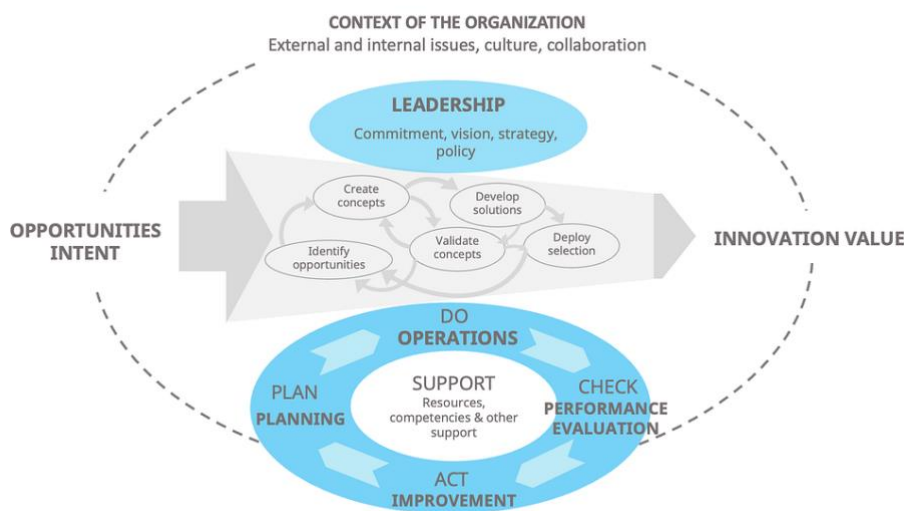 CONTEXT OF THE ORGANIZATION
External and internal issues, culture, collaboration
LEADERSHIP
Commitment, vision, strategy,
policy
OPPORTUNITIES
INTENT
Create
concepts
Develop
solutions
Identify
opportunities
Validate
concepts
Deploy
selection
INNOVATION VALUE
DO
OPERATIONS
PLAN
PLANNING
SUPPORT
Resources,
competencies & other
support
CHECK
PERFORMANCE
EVALUATION
ACT
IMPROVEMENT